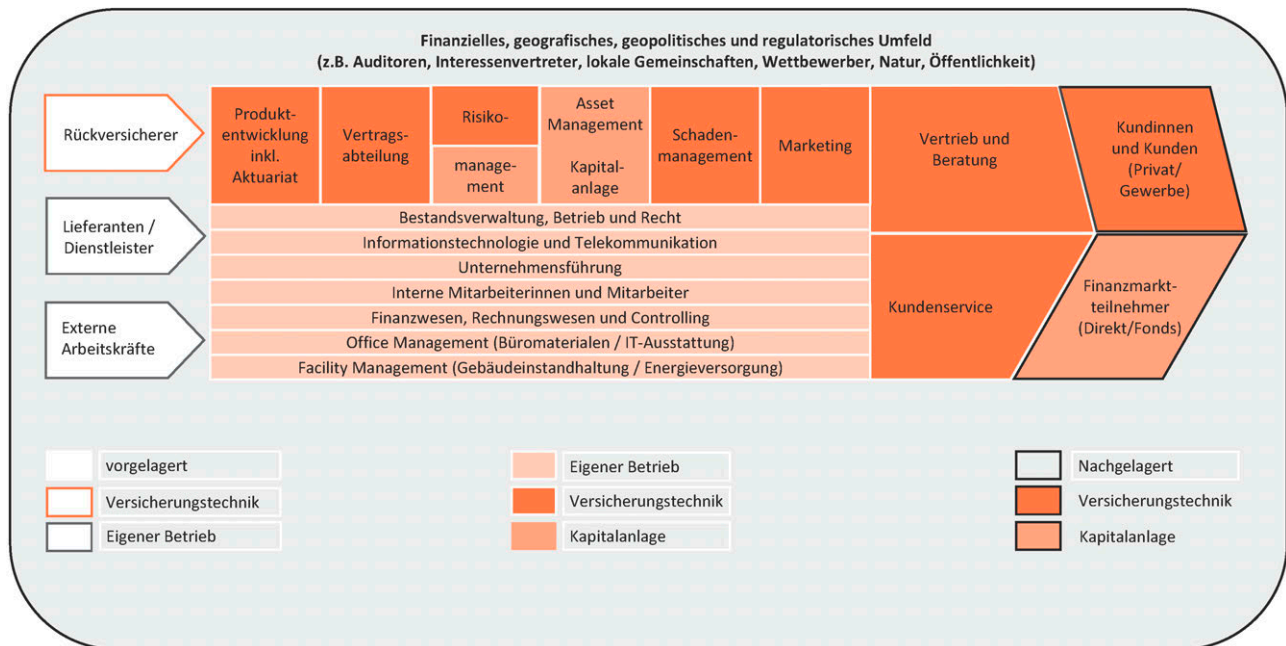 Finanzielles, geografisches, geopolitisches und regulatorisches Umfeld
(z.B. Auditoren, Interessenvertreter, lokale Gemeinschaften, Wettbewerber, Natur, Öffentlichkeit)
Rückversicherer
Lieferanten /
Dienstleister
Externe
Arbeitskräfte
Produkt-
entwicklung
inkl.
Aktuariat
Vertrags-
abteilung
Risiko-
manage-
ment
Asset
Management
Kapital-
anlage
Schaden-
management
Marketing
Vertrieb und
Beratung
Kundinnen
und Kunden
(Privat/
Gewerbe)
Bestandsverwaltung, Betrieb und Recht
Informationstechnologie und Telekommunikation
Unternehmensführung
Interne Mitarbeiterinnen und Mitarbeiter
Finanzwesen, Rechnungswesen und Controlling
Office Management (Büromaterialen / IT-Ausstattung)
Facility Management (Gebäudeinstandhaltung / Energieversorgung)
Kundenservice
Finanzmarkt-
teilnehmer
(Direkt/Fonds)
vorgelagert
Versicherungstechnik
Eigener Betrieb
Eigener Betrieb
Versicherungstechnik
Kapitalanlage
Nachgelagert
Versicherungstechnik
Kapitalanlage